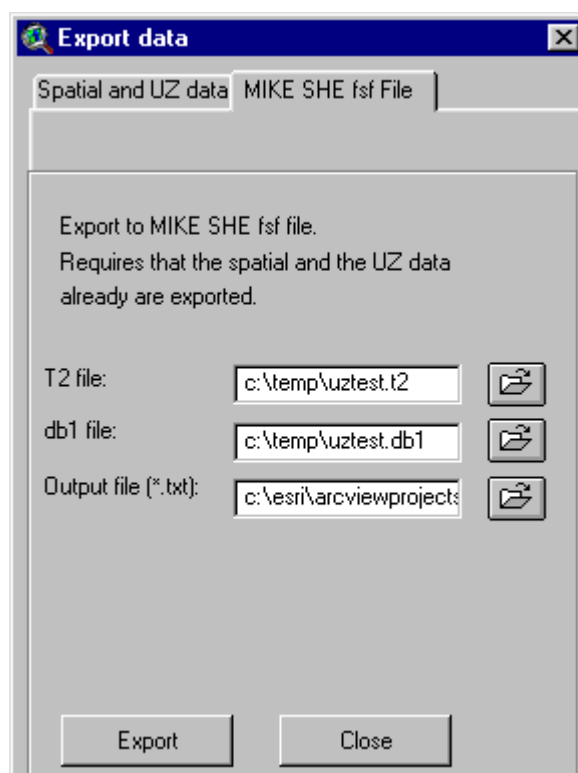 Export data
Spatial and UZ data MIKE SHE fsf File
Export to MIKE SHE fsf file.
Requires that the spatial and the UZ data
already are exported.
T2 file: c:\temp\uztest.t2
db1 file: c:\temp\uztest.db1
Output file (*.txt): c:\esri\arcviewprojects
Export Close